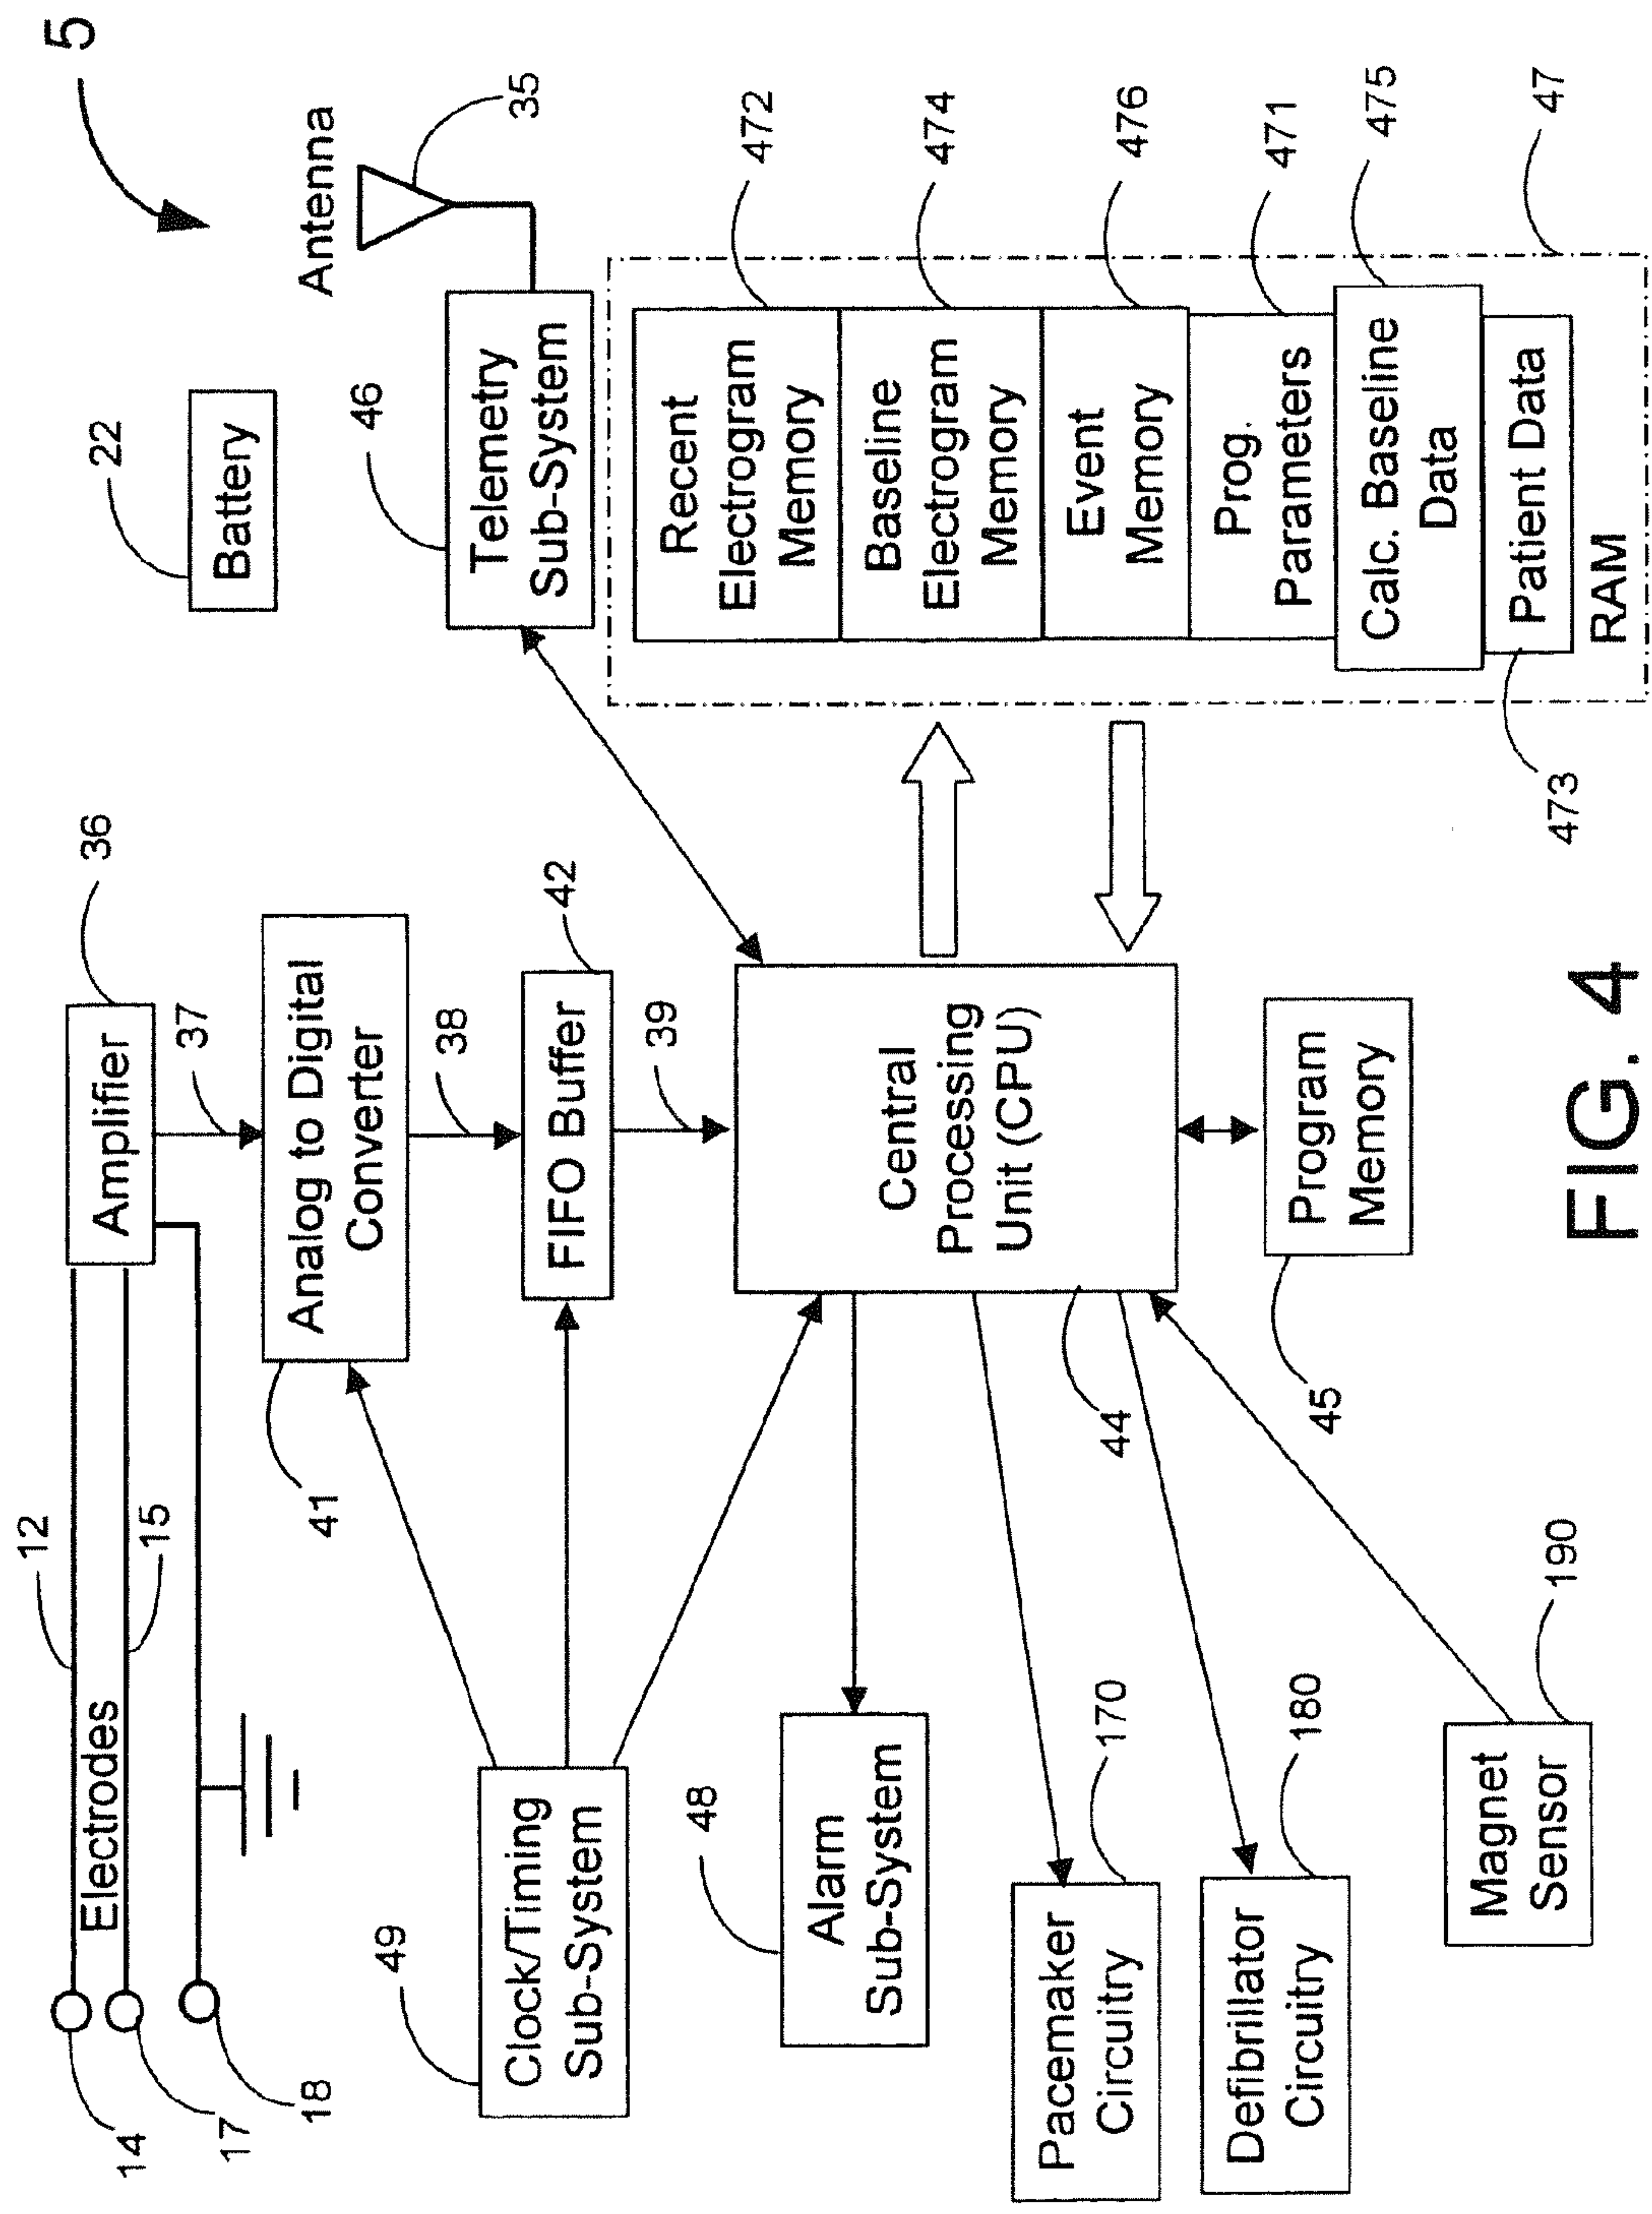 5
12
Electrodes
15
14
17
18
Amplifier
36
37
Analog to Digital
Converter
41
38
FIFO Buffer
42
39
22
Battery
Antenna
35
46
Telemetry
Sub-System
49
Clock/Timing
Sub-System
48
Alarm
Sub-System
Central
Processing
Unit (CPU)
44
Pacemaker
Circuitry
170
Defibrillator
Circuitry
180
Magnet
Sensor
190
Program
Memory
45
Recent
Electrogram
Memory
472
Baseline
Electrogram
Memory
474
Event
Memory
476
Prog.
Parameters
471
Calc. Baseline
Data
475
Patient Data
473
RAM
47
FIG. 4